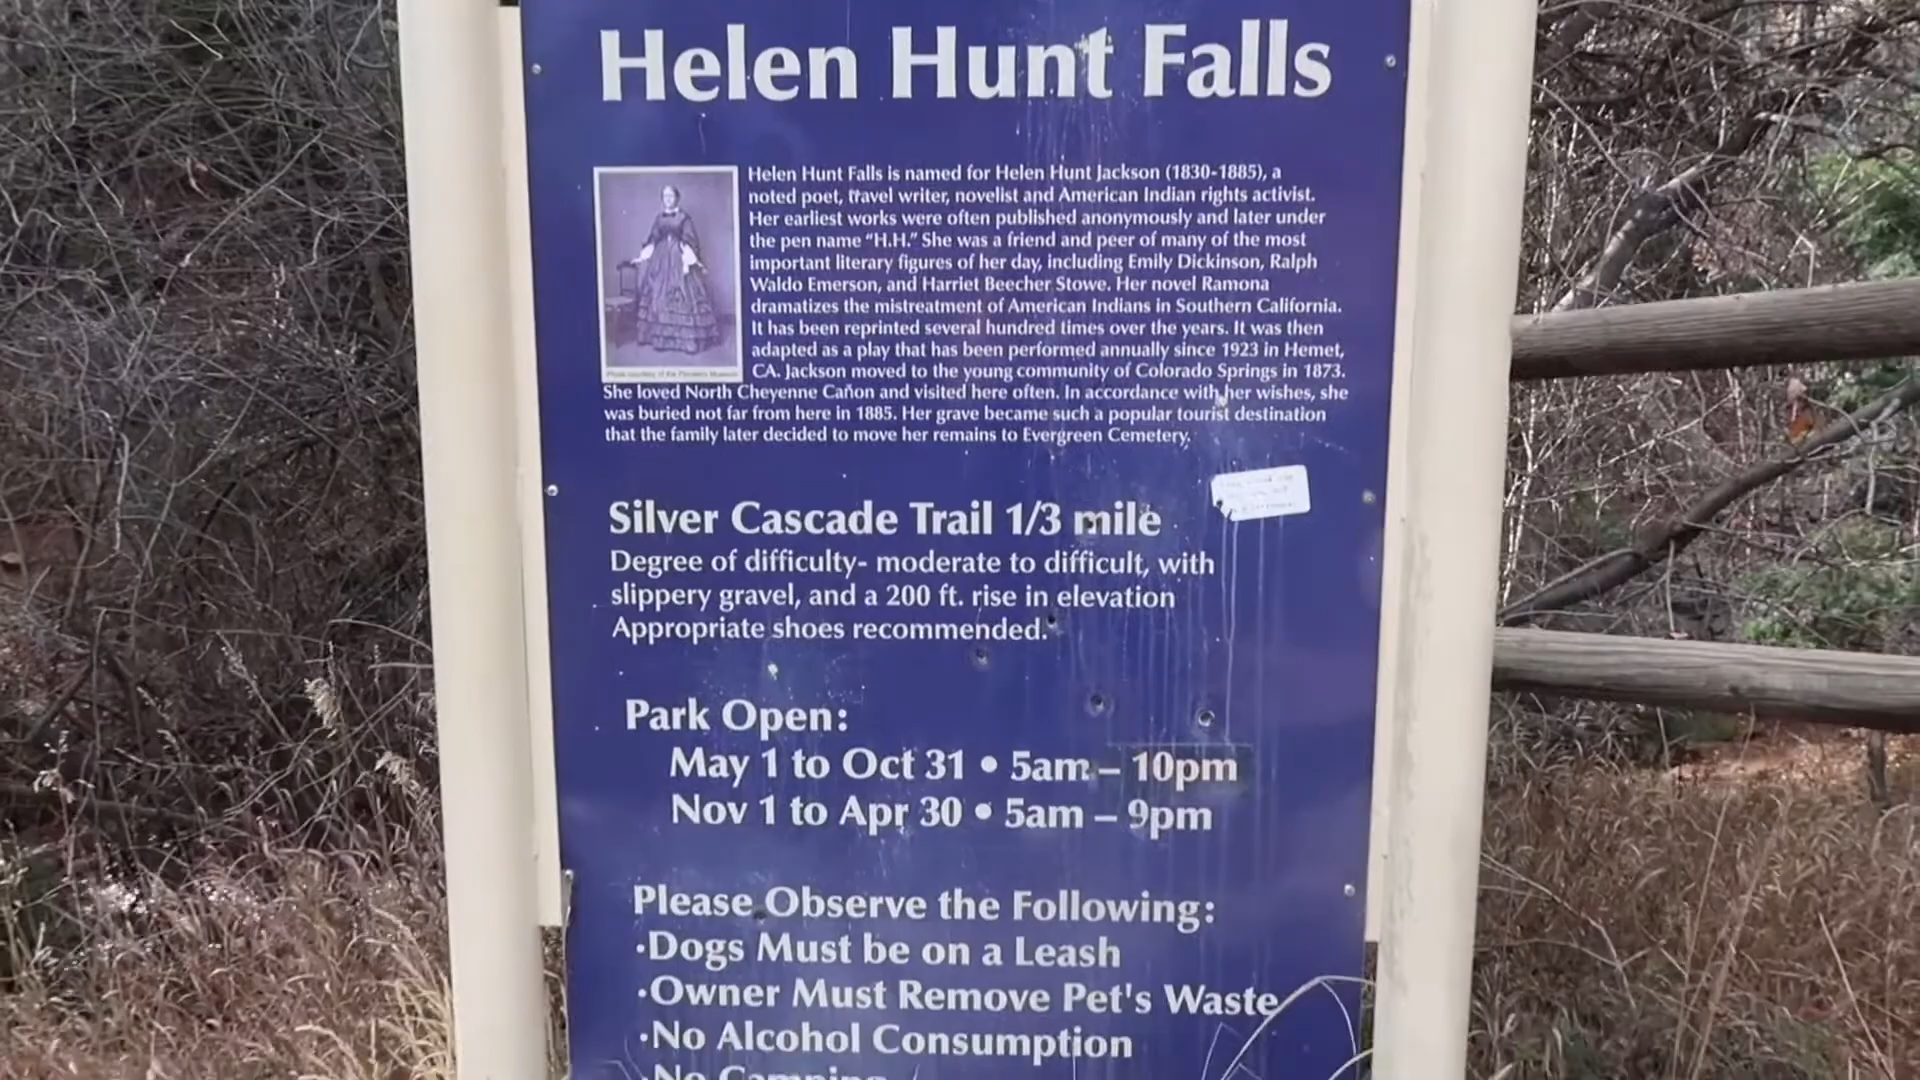 Helen Hunt Falls
Helen Hunt Falls is named for Helen Hunt Jackson (1830-1885), a
noted poet, travel writer, novelist and American Indian rights activist.
Her earliest works were often published anonymously and later under
the pen name “H.H.” She was a friend and peer of many of the most
important literary figures of her day, including Emily Dickinson, Ralph
Waldo Emerson, and Harriet Beecher Stowe. Her novel Ramona
dramatizes the mistreatment of American Indians in Southern California.
It has been reprinted several hundred times over the years. It was then
adapted as a play that has been performed annually since 1923 in Hemet,
CA. Jackson moved to the young community of Colorado Springs in 1873.
She loved North Cheyenne Cañon and visited here often. In accordance with her wishes, she
was buried not far from here in 1885. Her grave became such a popular tourist destination
that the family later decided to move her remains to Evergreen Cemetery.
Silver Cascade Trail 1/3 mile
Degree of difficulty- moderate to difficult, with
slippery gravel, and a 200 ft. rise in elevation
Appropriate shoes recommended.
Park Open:
May 1 to Oct 31 • 5am – 10pm
Nov 1 to Apr 30 • 5am – 9pm
Please Observe the Following:
•Dogs Must be on a Leash
•Owner Must Remove Pet's Waste
•No Alcohol Consumption
•No Camping